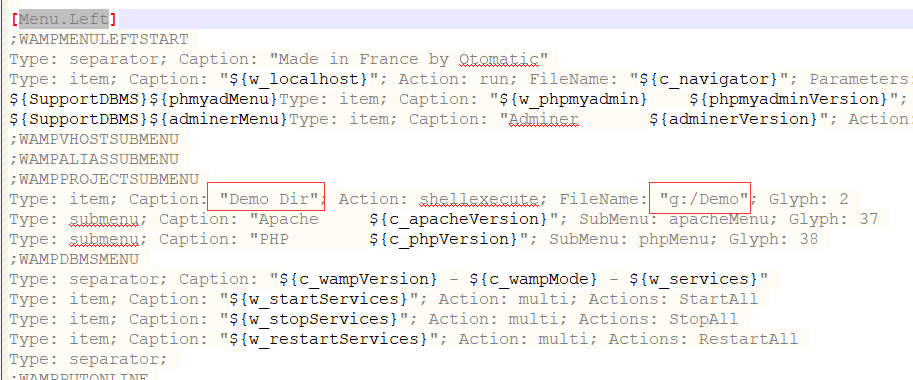 [Menu.Left]
;WAMPMENULEFTSTART
Type: separator; Caption: "Made in France by Otomatic"
Type: item; Caption: "${w_localhost}"; Action: run; FileName: "${c_navigator}"; Parameters:
${SupportDBMS}${phmyadMenu}Type: item; Caption: "${w_phpmyadmin}    ${phpmyadminVersion}";
${SupportDBMS}${adminerMenu}Type: item; Caption: "Adminer       ${adminerVersion}"; Action:
;WAMPVHOSTSUBMENU
;WAMPALIASSUBMENU
;WAMPPROJECTSUBMENU
Type: item; Caption: "Demo Dir"; Action: shellexecute; FileName: "g:/Demo"; Glyph: 2
Type: submenu; Caption: "Apache     ${c_apacheVersion}"; SubMenu: apacheMenu; Glyph: 37
Type: submenu; Caption: "PHP        ${c_phpVersion}"; SubMenu: phpMenu; Glyph: 38
;WAMPDBMSMENU
Type: separator; Caption: "${c_wampVersion} - ${c_wampMode} - ${w_services}"
Type: item; Caption: "${w_startServices}"; Action: multi; Actions: StartAll
Type: item; Caption: "${w_stopServices}"; Action: multi; Actions: StopAll
Type: item; Caption: "${w_restartServices}"; Action: multi; Actions: RestartAll
Type: separator;
;WAMPPUTONLINE